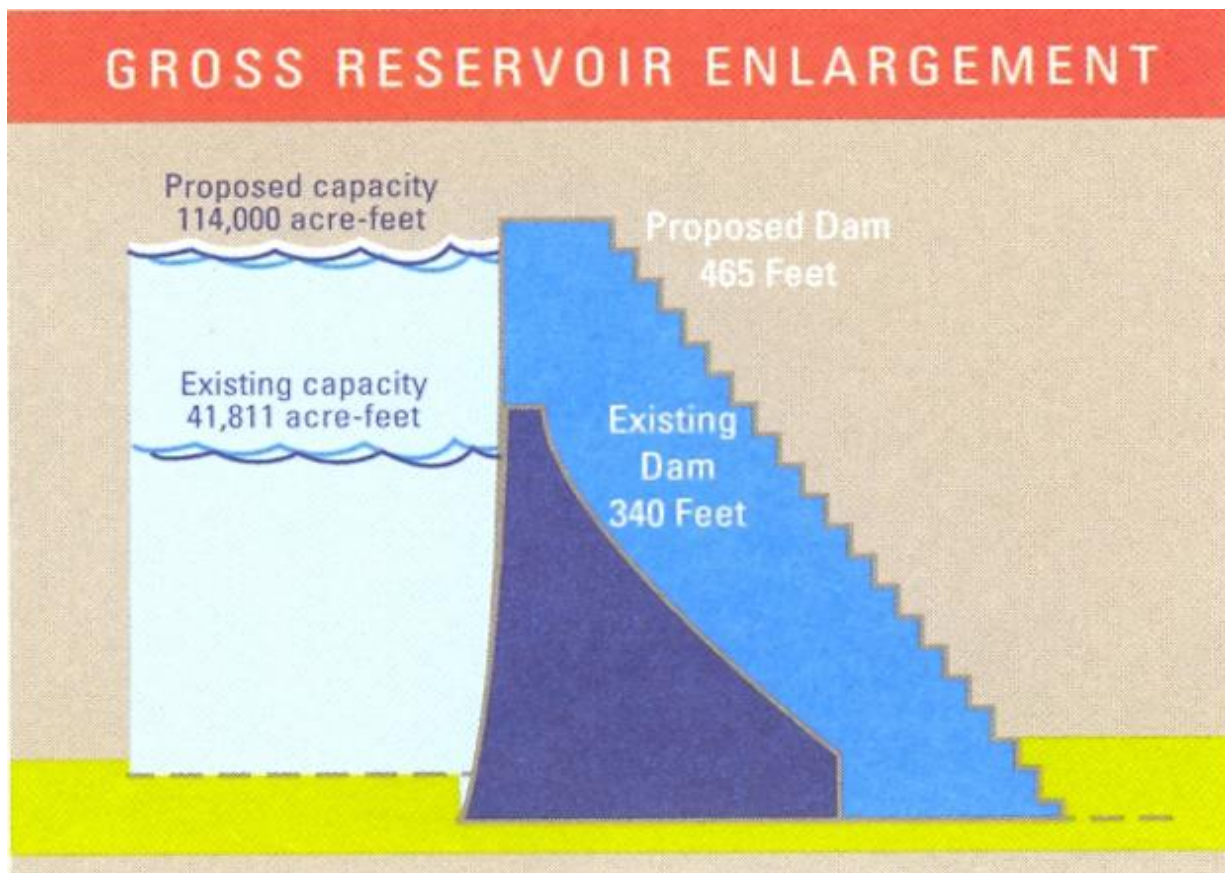 GROSS RESERVOIR ENLARGEMENT
Proposed capacity
114,000 acre-feet
Proposed Dam
465 Feet
Existing capacity
41,811 acre-feet
Existing
Dam
340 Feet